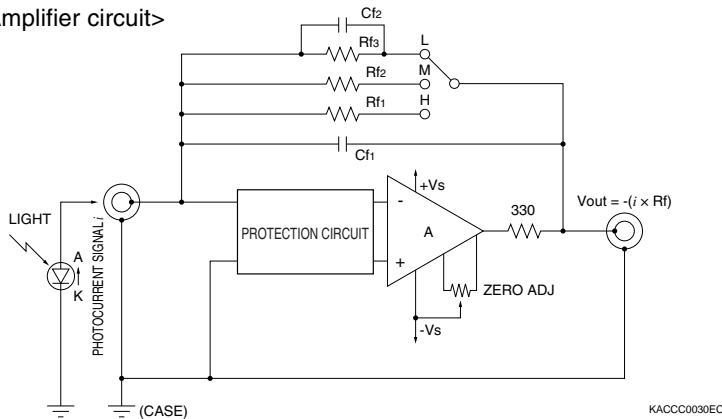 Amplifier circuit>
Cf2
Rf3
L
Rf2
M
Rf1
H
Cf1
+Vs
330
Vout = -(i × Rf)
LIGHT
PHOTOCURRENT SIGNAL i
PROTECTION CIRCUIT
-
A
+
A
K
ZERO ADJ
-Vs
(CASE)
KACCC0030EC